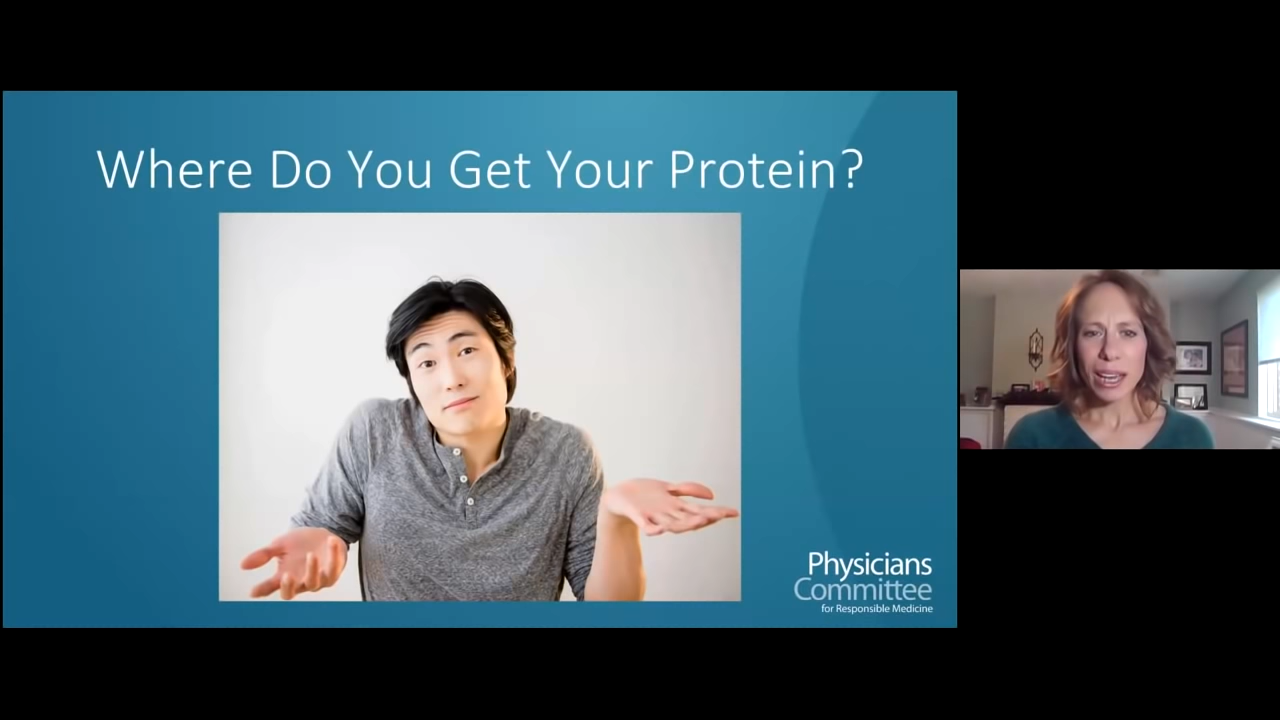 Where Do You Get Your Protein?
Physicians
Committee
for Responsible Medicine